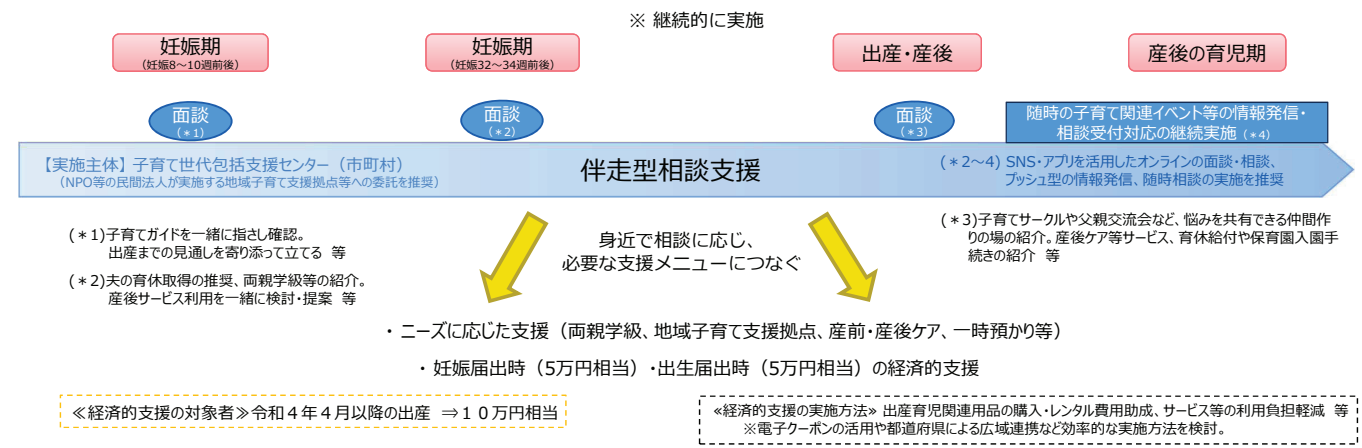 ※ 継続的に実施
妊娠期
(妊娠8～10週前後)
妊娠期
(妊娠32～34週前後)
出産・産後
産後の育児期
面談
(＊1)
面談
(＊2)
面談
(＊3)
随時の子育て関連イベント等の情報発信・
相談受付対応の継続実施 (＊4)
【実施主体】子育て世代包括支援センター（市町村）
（NPO等の民間法人が実施する地域子育て支援拠点等への委託を推奨）
伴走型相談支援
(＊2～4) SNS・アプリを活用したオンラインの面談・相談、
プッシュ型の情報発信、随時相談の実施を推奨
(＊1)子育てガイドを一緒に指さし確認。
出産までの見通しを寄り添って立てる 等
(＊2)夫の育休取得の推奨、両親学級等の紹介。
産後サービス利用を一緒に検討・提案 等
身近で相談に応じ、
必要な支援メニューにつなぐ
(＊3)子育てサークルや父親交流会など、悩みを共有できる仲間作
りの場の紹介。産後ケア等サービス、育休給付や保育園入園手
続きの紹介 等
・ ニーズに応じた支援（両親学級、地域子育て支援拠点、産前・産後ケア、一時預かり等）
・ 妊娠届出時（5万円相当）・出生届出時（5万円相当）の経済的支援
≪経済的支援の対象者≫令和４年４月以降の出産 ⇒１０万円相当
≪経済的支援の実施方法≫ 出産育児関連用品の購入・レンタル費用助成、サービス等の利用負担軽減 等
※電子クーポンの活用や都道府県による広域連携など効率的な実施方法を検討。